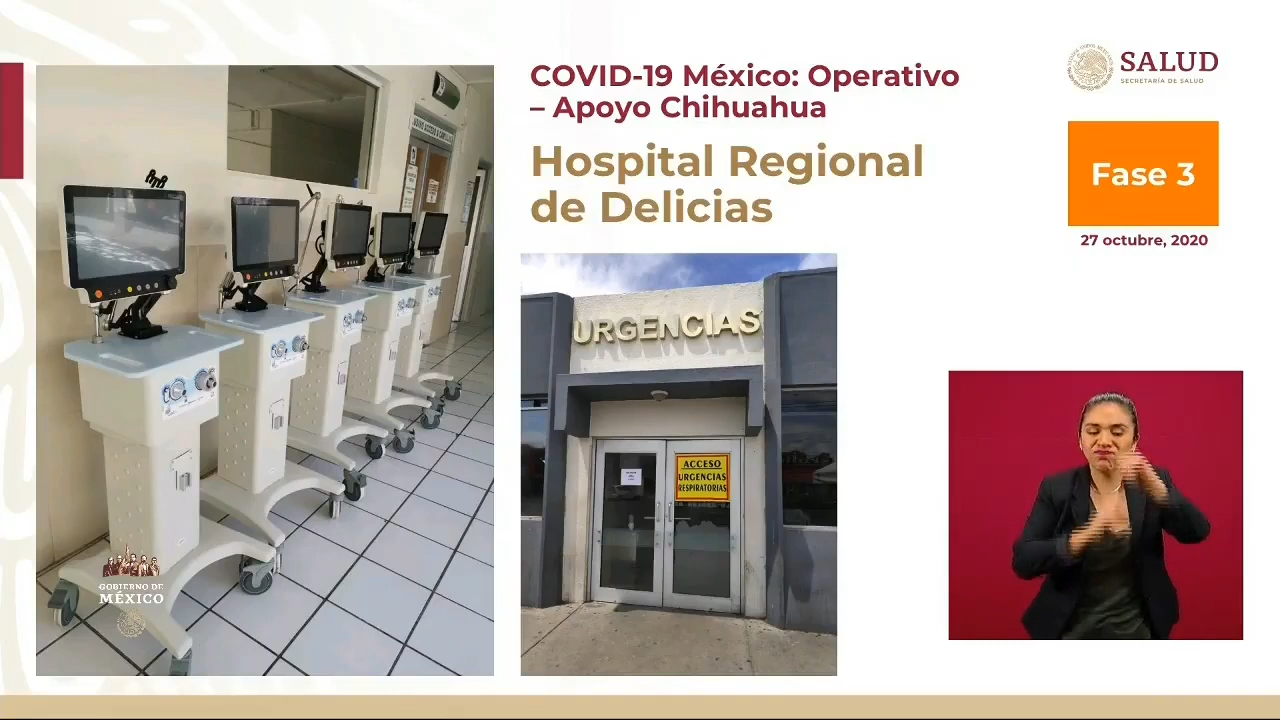 COVID-19 México: Operativo
– Apoyo Chihuahua
Hospital Regional
de Delicias
SALUD
SECRETARÍA DE SALUD
Fase 3
27 octubre, 2020
URGENCIAS
ACCESO
URGENCIAS
RESPIRATORIAS
GOBIERNO DE
MÉXICO